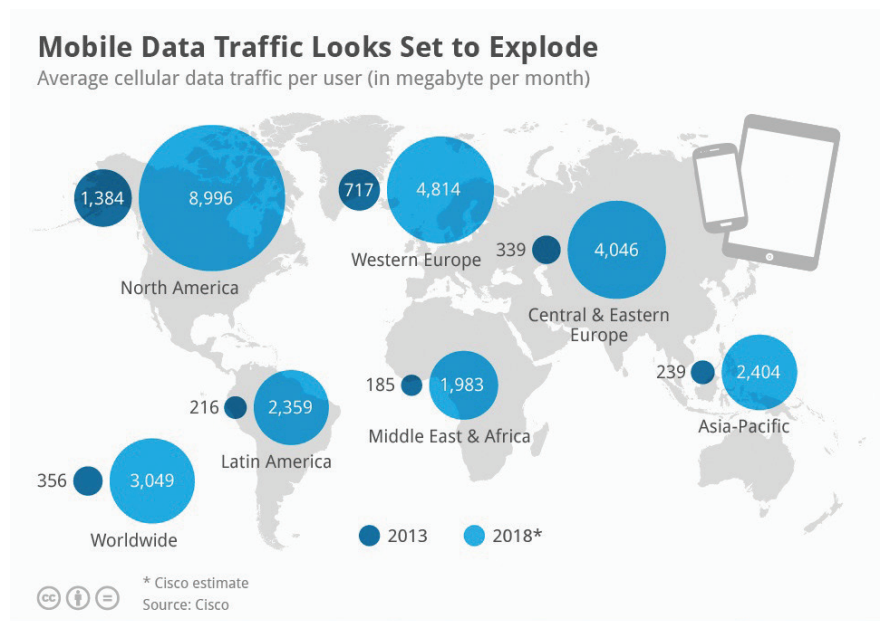 Mobile Data Traffic Looks Set to Explode
Average cellular data traffic per user (in megabyte per month)
1,384
8,996
North America
717
4,814
Western Europe
339
4,046
Central & Eastern
Europe
239
2,404
Asia-Pacific
185
1,983
Middle East & Africa
216
2,359
Latin America
356
3,049
Worldwide
2013
2018*
* Cisco estimate
Source: Cisco
cc